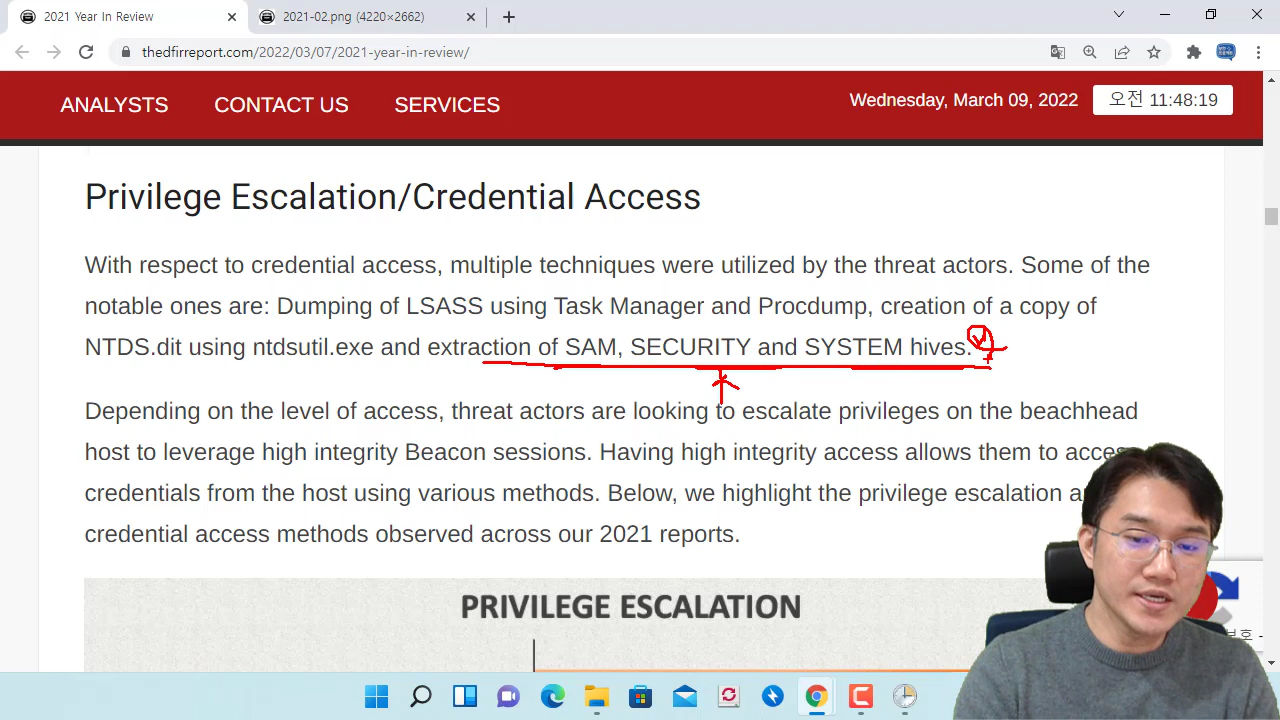 2021 Year In Review
2021-02.png (4220×2662)
thedfirreport.com/2022/03/07/2021-year-in-review/
ANALYSTS CONTACT US SERVICES
Wednesday, March 09, 2022 오전 11:48:19
Privilege Escalation/Credential Access
With respect to credential access, multiple techniques were utilized by the threat actors. Some of the
notable ones are: Dumping of LSASS using Task Manager and Procdump, creation of a copy of
NTDS.dit using ntdsutil.exe and extraction of SAM, SECURITY and SYSTEM hives.
Depending on the level of access, threat actors are looking to escalate privileges on the beachhead
host to leverage high integrity Beacon sessions. Having high integrity access allows them to
credentials from the host using various methods. Below, we highlight the privilege escalation
credential access methods observed across our 2021 reports.
PRIVILEGE ESCALATION